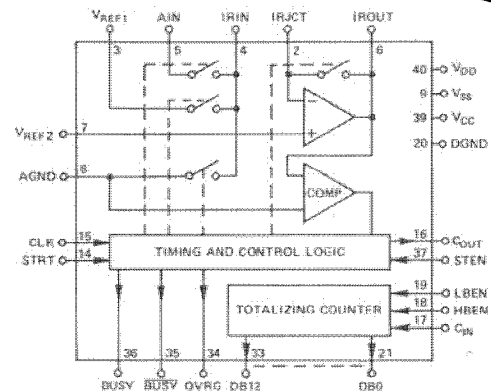 VREF1 AIN IRIN IRJCT IROUT
3 5 4 2 6
40 VDD
9 VSS
39 VCC
20 DGND
VREF2 7
AGND 6
− +
COMP
CLK 15
STRT 14
TIMING AND CONTROL LOGIC
16 COUT
37 STEN
TOTALIZING COUNTER
19 LBEN
18 HBEN
17 CIN
36 35 34 33 21
BUSY BUSY OVRG DB12 DB0